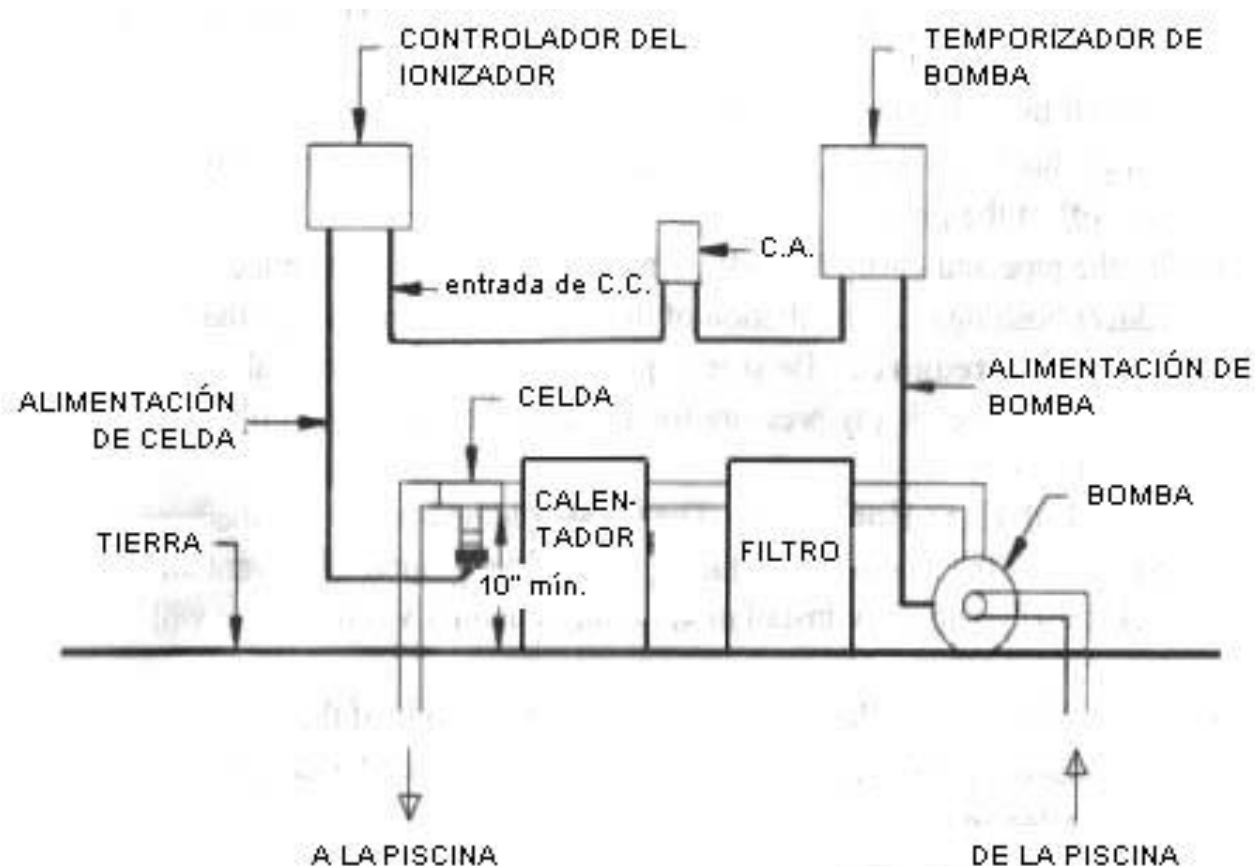 CONTROLADOR DEL
IONIZADOR
TEMPORIZADOR DE
BOMBA
C.A.
entrada de C.C.
ALIMENTACIÓN
DE CELDA
CELDA
ALIMENTACIÓN DE
BOMBA
CALEN-
TADOR
FILTRO
BOMBA
TIERRA
10" mín.
A LA PISCINA
DE LA PISCINA